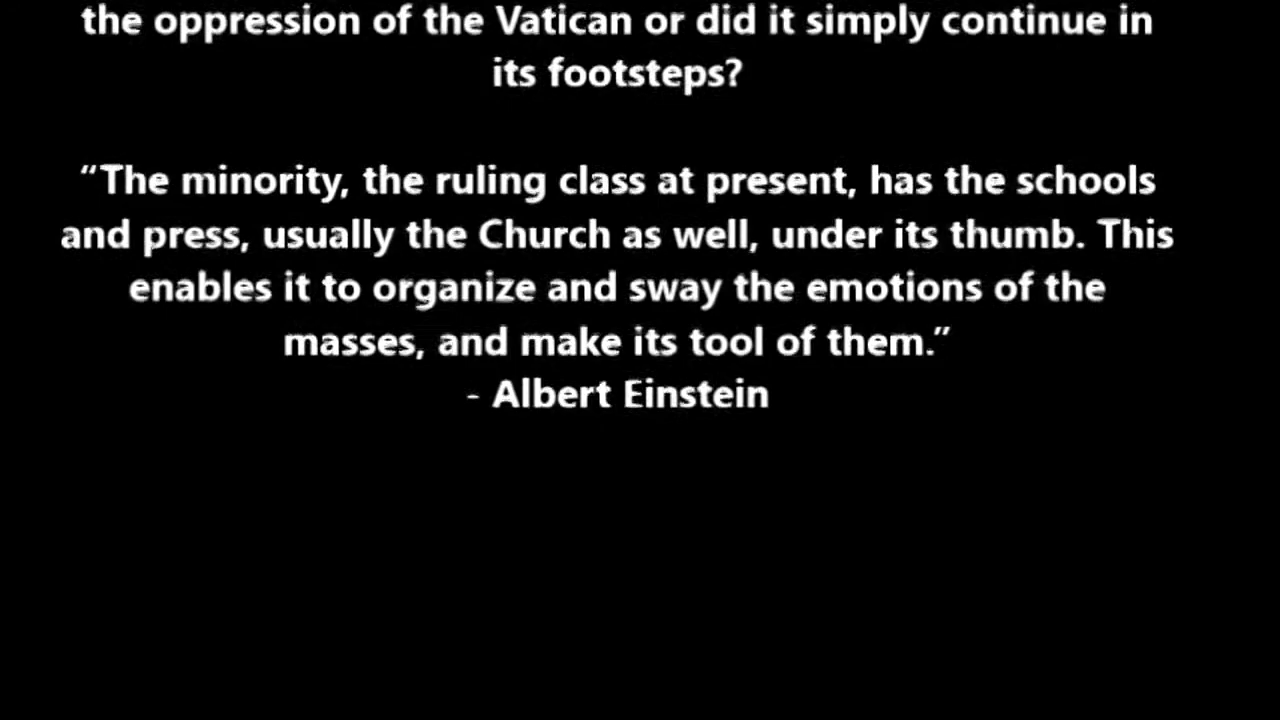 the oppression of the Vatican or did it simply continue in
its footsteps?
“The minority, the ruling class at present, has the schools
and press, usually the Church as well, under its thumb. This
enables it to organize and sway the emotions of the
masses, and make its tool of them.”
- Albert Einstein